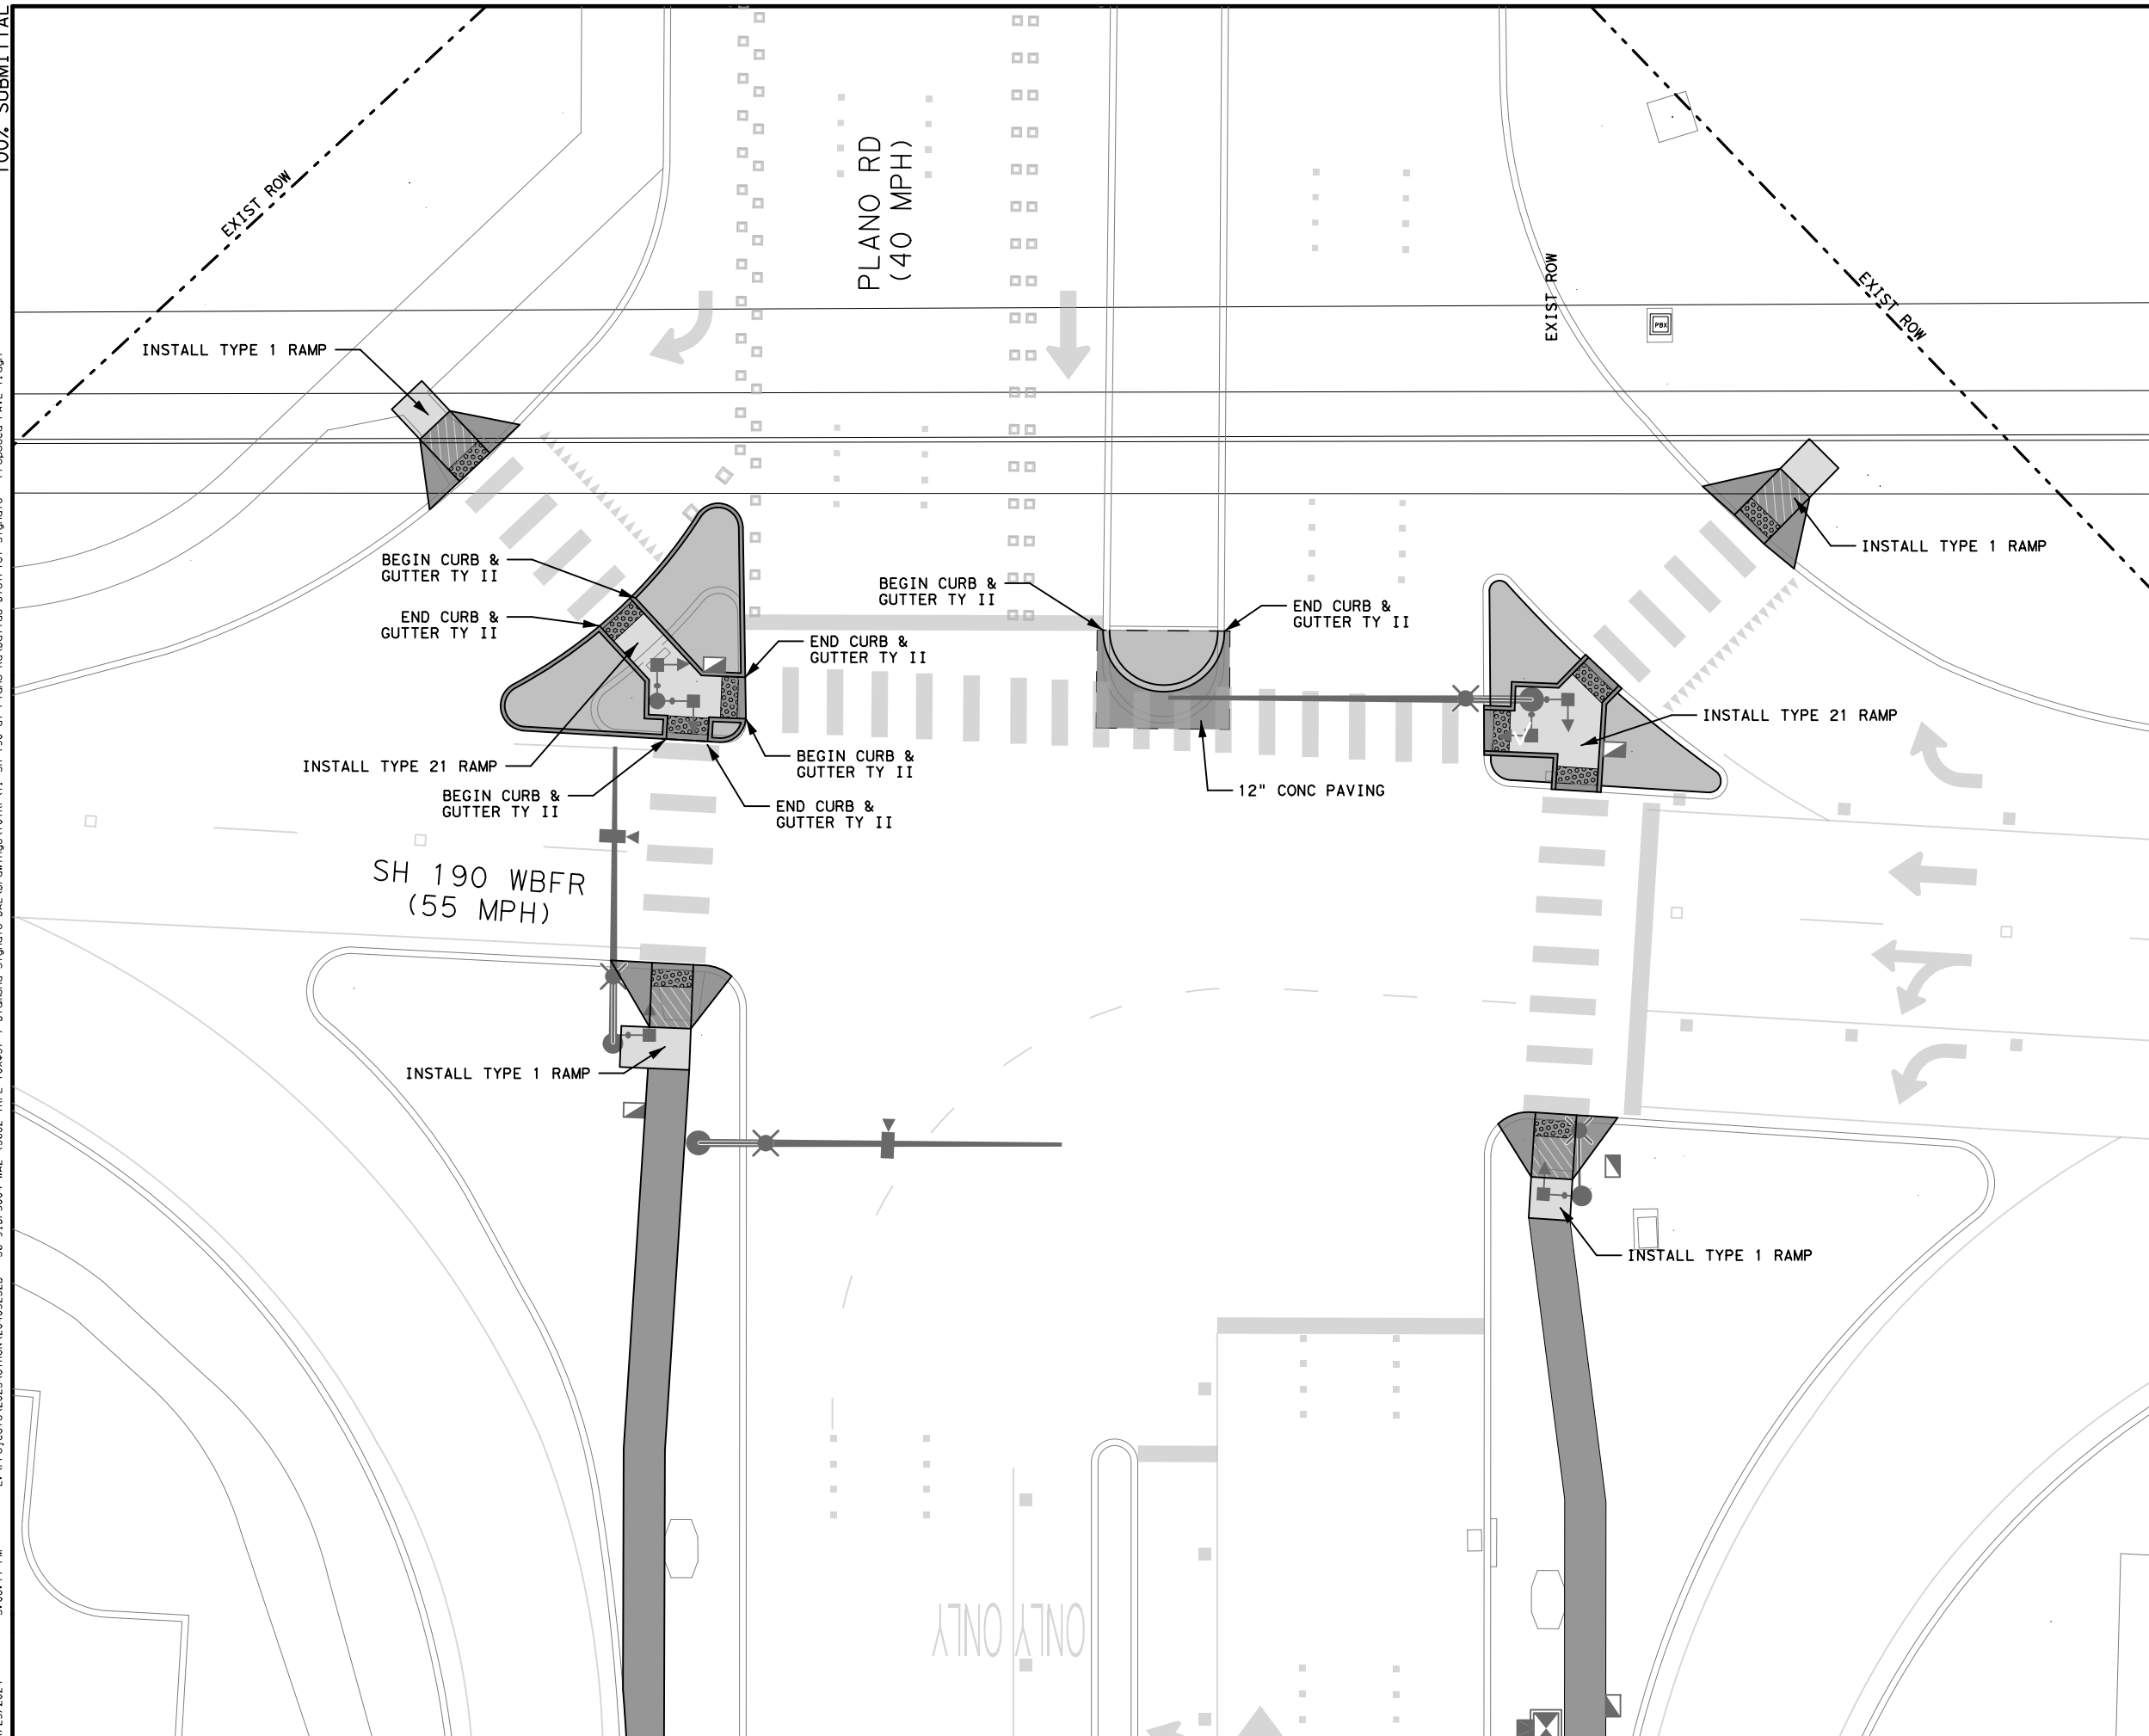 100% SUBMITTAL
PLANO RD
(40 MPH)
EXIST ROW
EXIST ROW
EXIST ROW
PBX
INSTALL TYPE 1 RAMP
INSTALL TYPE 1 RAMP
BEGIN CURB &
GUTTER TY II
END CURB &
GUTTER TY II
BEGIN CURB &
GUTTER TY II
END CURB &
GUTTER TY II
END CURB &
GUTTER TY II
INSTALL TYPE 21 RAMP
BEGIN CURB &
GUTTER TY II
INSTALL TYPE 21 RAMP
BEGIN CURB &
GUTTER TY II
END CURB &
GUTTER TY II
12" CONC PAVING
SH 190 WBFR
(55 MPH)
INSTALL TYPE 1 RAMP
INSTALL TYPE 1 RAMP
ONLY ONLY